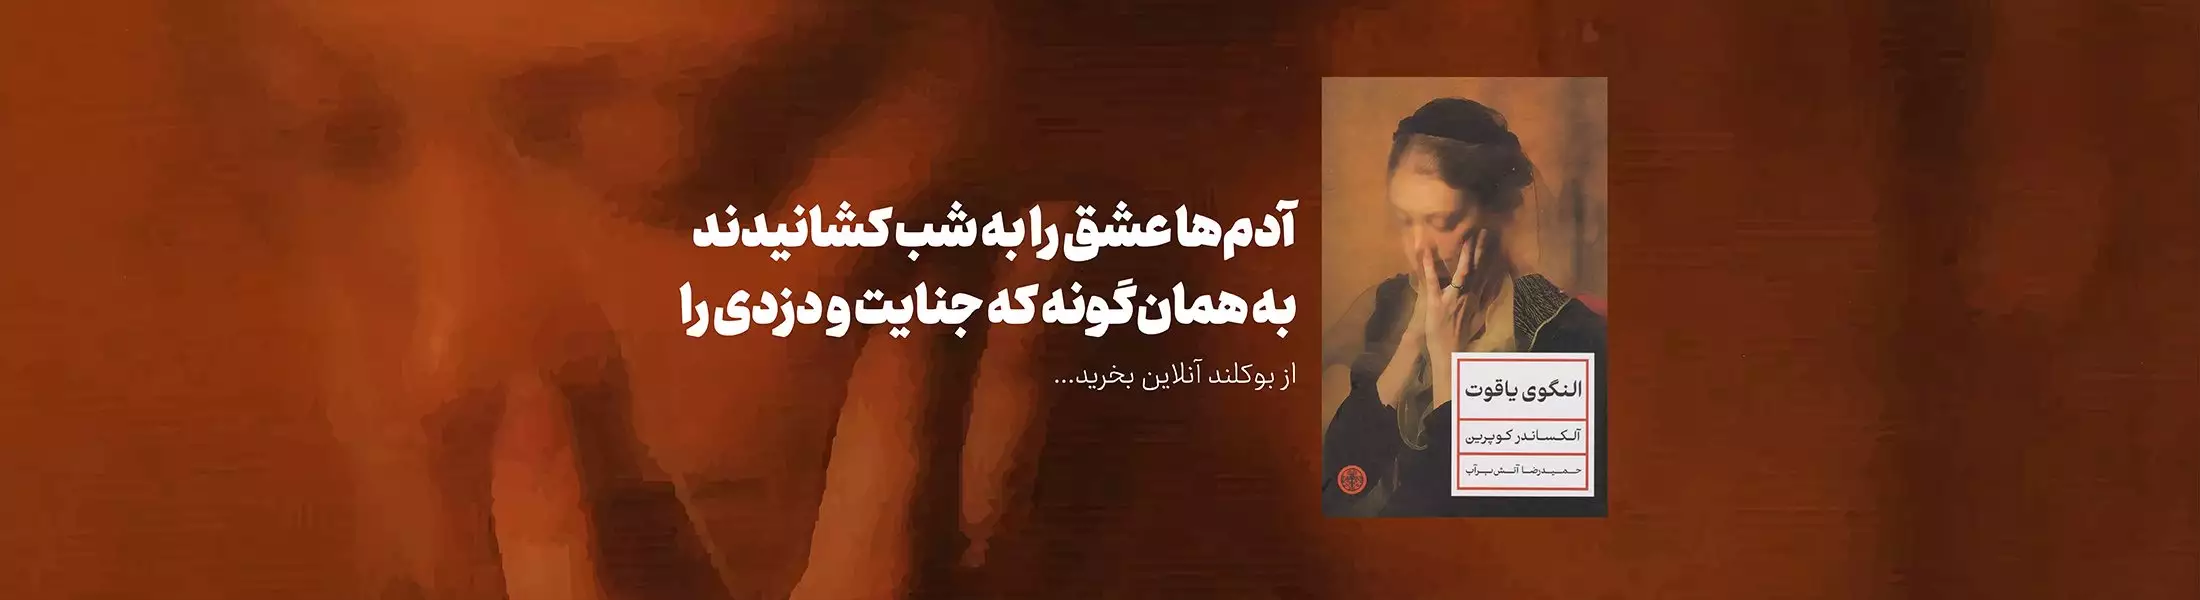 آدم‌ها عشق را به شب کشانیدند
به همان‌گونه که جنایت و دزدی را
از بوکلند آنلاین بخرید...
النگوی یاقوت
آلکساندر کوپرین
حمیدرضا آتش‌برآب